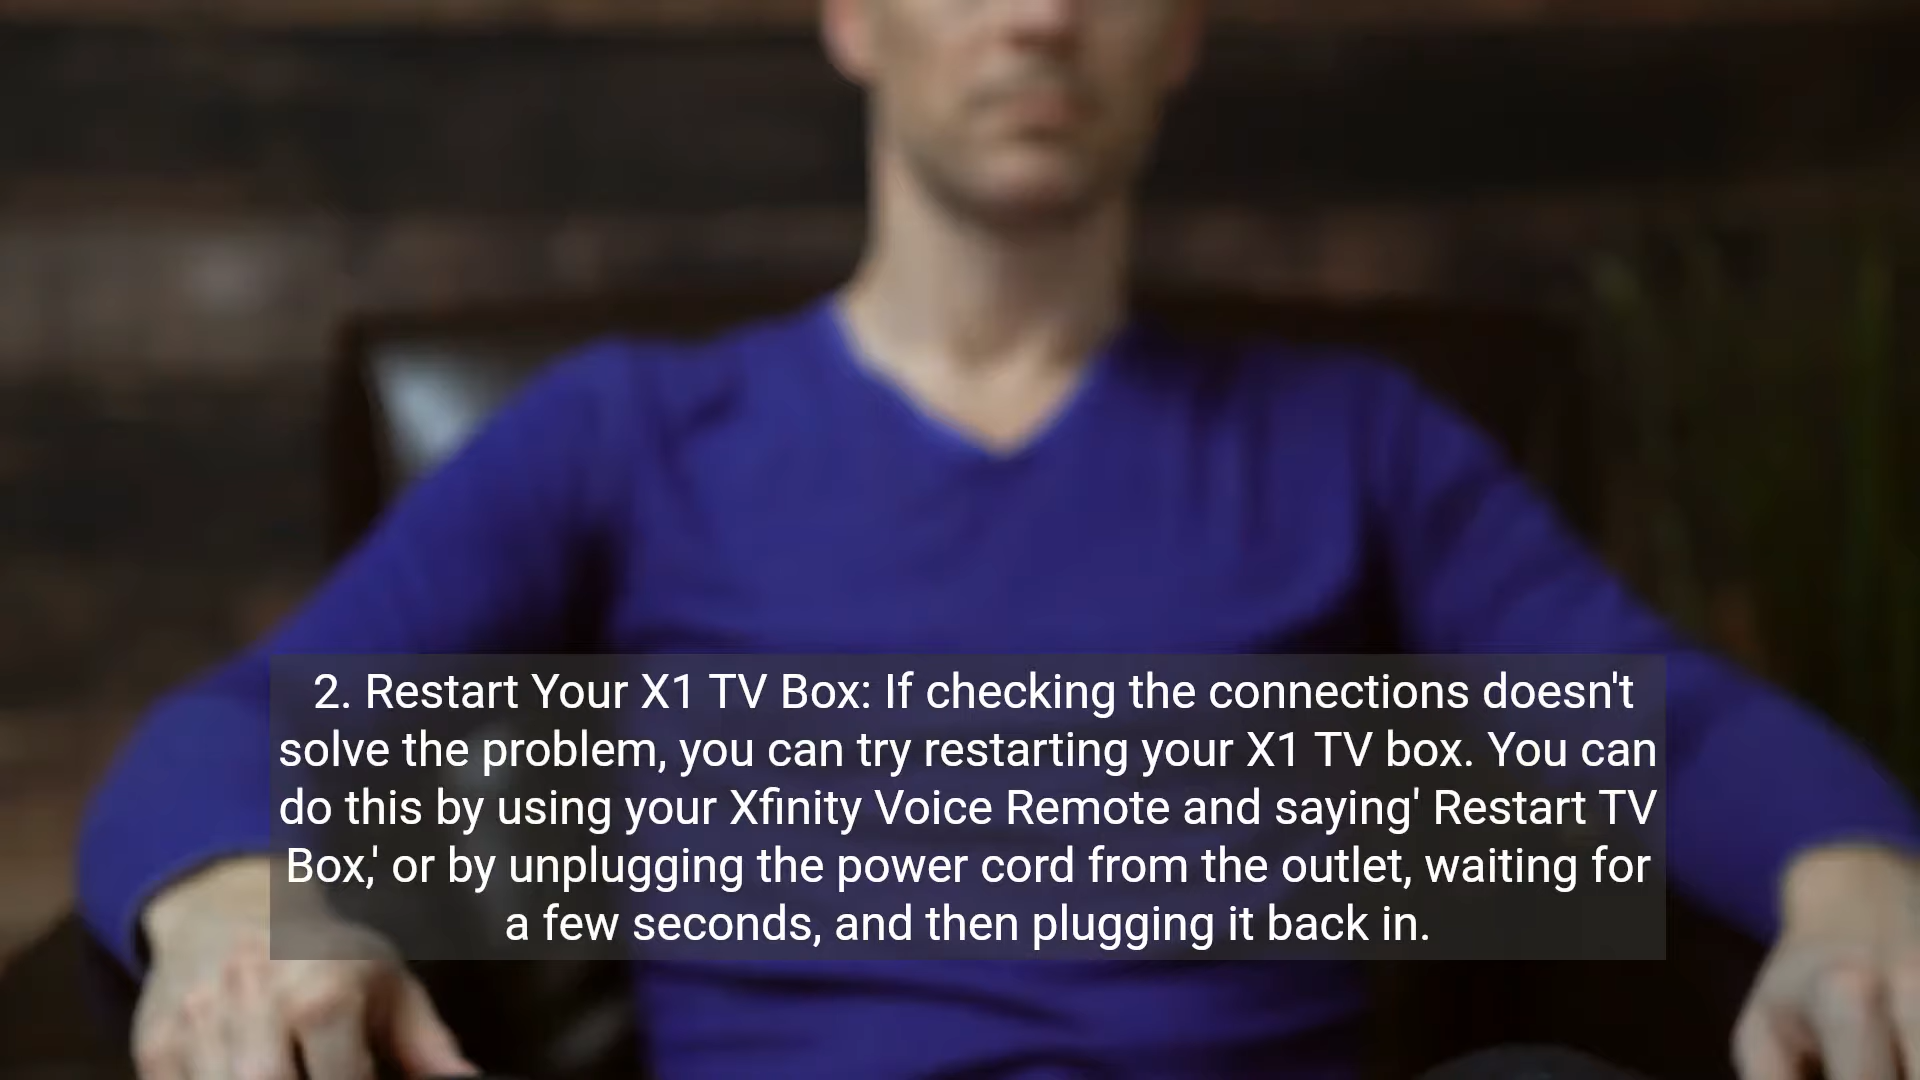 2. Restart Your X1 TV Box: If checking the connections doesn't
solve the problem, you can try restarting your X1 TV box. You can
do this by using your Xfinity Voice Remote and saying' Restart TV
Box,' or by unplugging the power cord from the outlet, waiting for
a few seconds, and then plugging it back in.